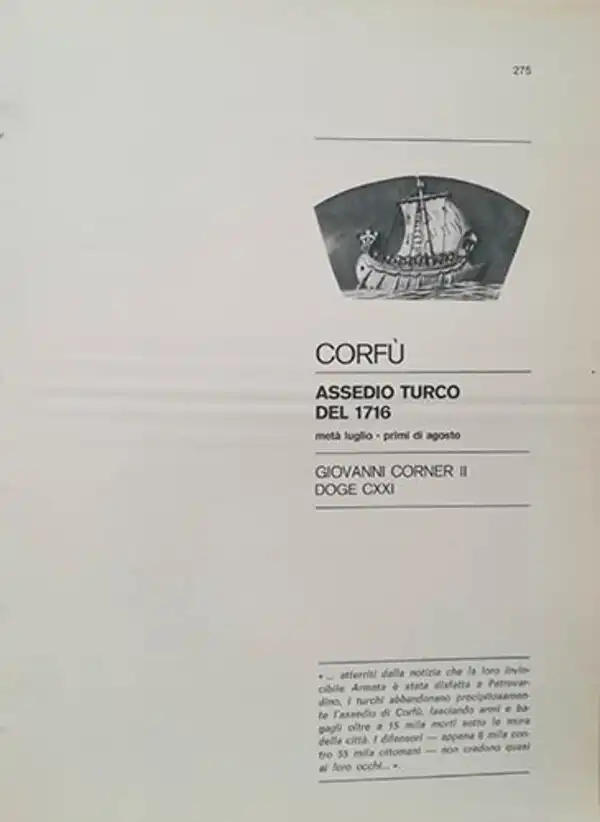 275
CORFÙ
ASSEDIO TURCO
DEL 1716
metà luglio - primi di agosto
GIOVANNI CORNER II
DOGE CXXI
« ... atterriti dalla notizia che la loro invin-
cibile Armata è stata disfatta a Petrovar-
dino, i turchi abbandonano precipitosamen-
te l'assedio di Corfù, lasciando armi e ba-
gagli oltre a 15 mila morti sotto le mura
della città. I difensori — appena 8 mila con-
tro 55 mila ottomani — non credono quasi
ai loro occhi... ».